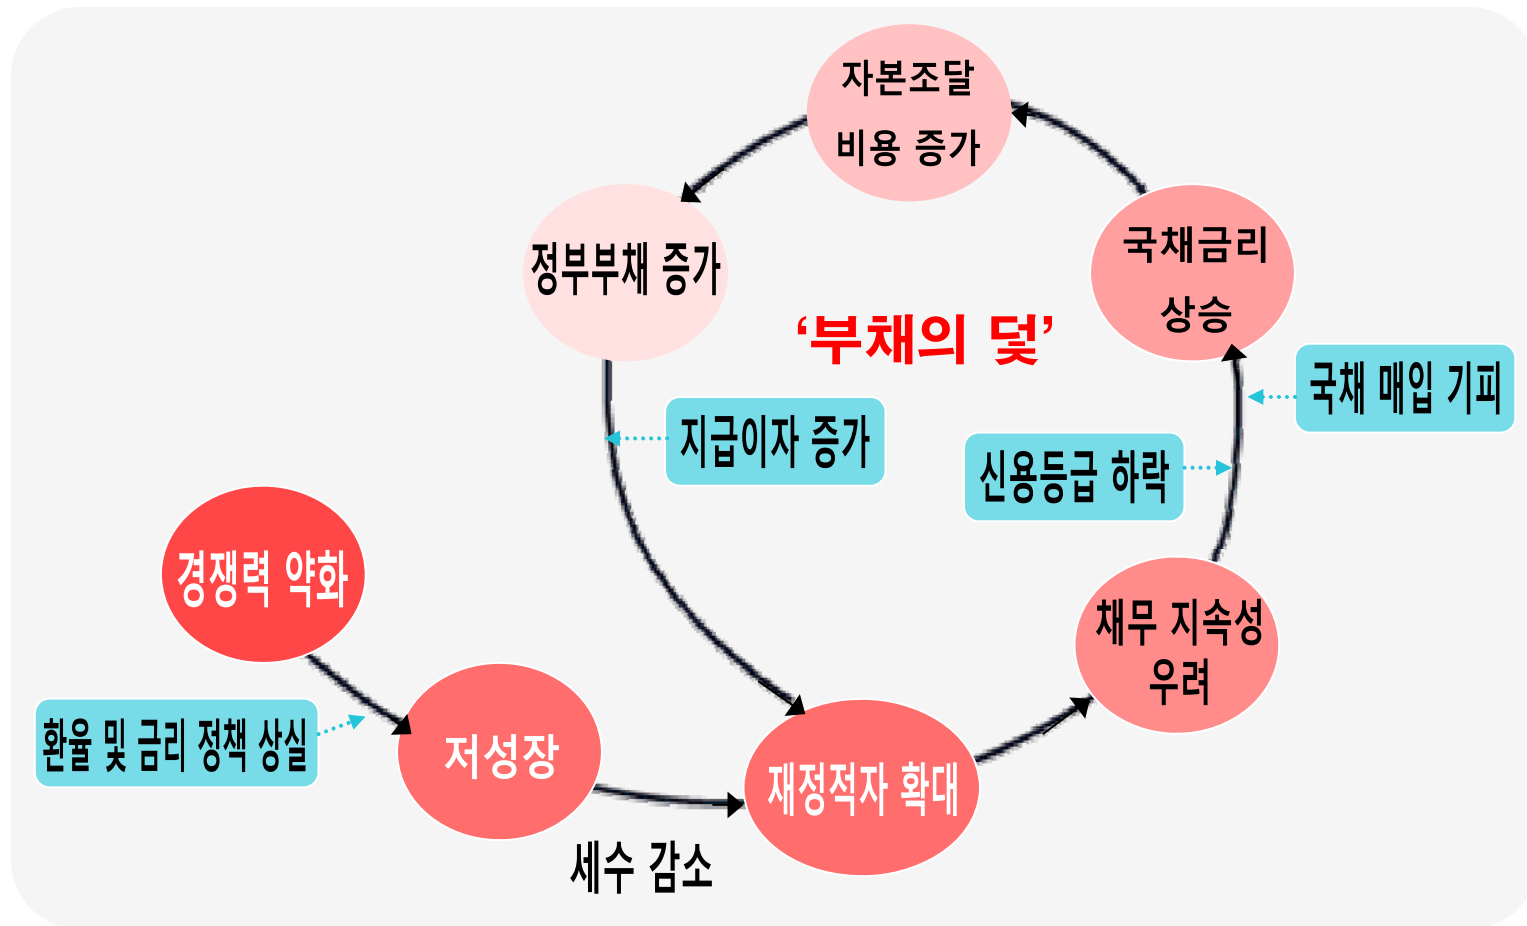 자본조달
비용 증가
정부부채 증가
국채금리
상승
‘부채의 덫’
국채 매입 기피
지급이자 증가
신용등급 하락
경쟁력 약화
채무 지속성
우려
환율 및 금리 정책 상실
저성장
재정적자 확대
세수 감소